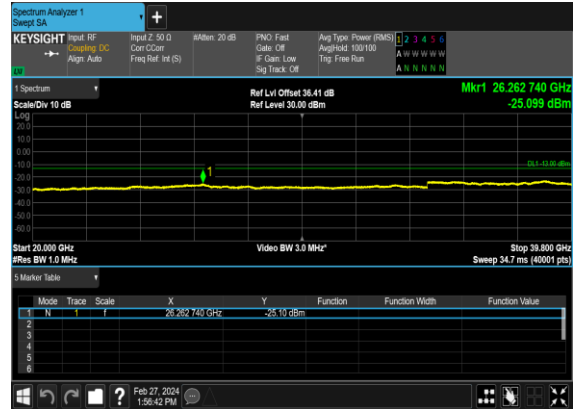 Spectrum Analyzer 1
Swept SA
+
KEYSIGHT Input: RF Input Z: 50 Ω #Atten: 20 dB PNO: Fast Avg Type: Power (RMS) 1 2 3 4 5 6
Coupling: DC Corr CCorr Gate: Off Avg|Hold: 100/100 A W W W W W
Align: Auto Freq Ref: Int (S) IF Gain: Low Trig: Free Run
Sig Track: Off A N N N N N
1 Spectrum Ref Lvl Offset 36.41 dB Mkr1 26.262 740 GHz
Scale/Div 10 dB Ref Level 30.00 dBm -25.099 dBm
Log
20.0
10.0
0.00
-10.0 DL1 -13.00 dBm
-20.0 1
-30.0
-40.0
-50.0
-60.0
Start 20.000 GHz Video BW 3.0 MHz* Stop 39.800 GHz
#Res BW 1.0 MHz Sweep 34.7 ms (40001 pts)
5 Marker Table
Mode Trace Scale X Y Function Function Width Function Value
1 N 1 f 26.262 740 GHz -25.10 dBm
2
3
4
5
6
? Feb 27, 2024
1:56:42 PM